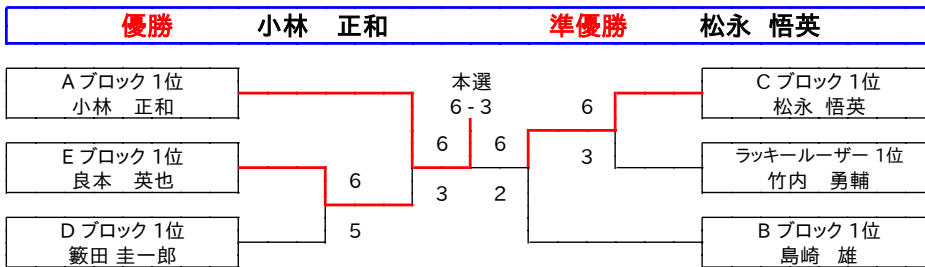 優勝 小林 正和 準優勝 松永 悟英
A ブロック 1位
小林 正和
本選
6 - 3
C ブロック 1位
松永 悟英
6
6
6
3
E ブロック 1位
良本 英也
ラッキールーザー 1位
竹内 勇輔
6
3
2
D ブロック 1位
籔田 圭一郎
5
B ブロック 1位
島崎 雄